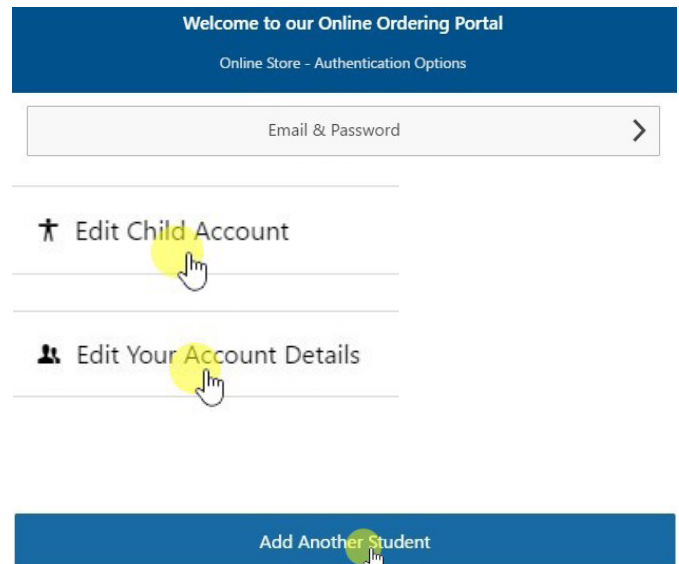 Welcome to our Online Ordering Portal
Online Store - Authentication Options
Email & Password
Edit Child Account
Edit Your Account Details
Add Another Student